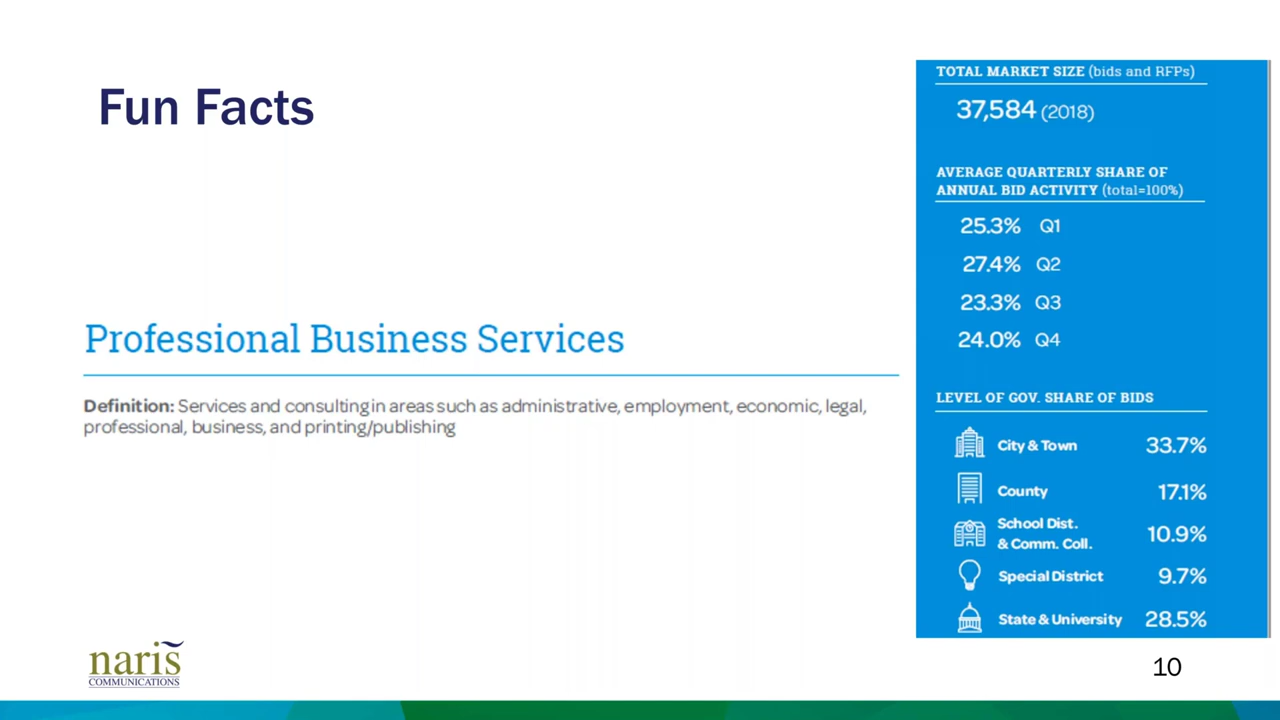 Fun Facts
Professional Business Services
Definition: Services and consulting in areas such as administrative, employment, economic, legal,
professional, business, and printing/publishing
TOTAL MARKET SIZE (bids and RFPs)
37,584 (2018)
AVERAGE QUARTERLY SHARE OF
ANNUAL BID ACTIVITY (total=100%)
25.3% Q1
27.4% Q2
23.3% Q3
24.0% Q4
LEVEL OF GOV. SHARE OF BIDS
City & Town 33.7%
County 17.1%
School Dist.
& Comm. Coll. 10.9%
Special District 9.7%
State & University 28.5%
naris
COMMUNICATIONS
10